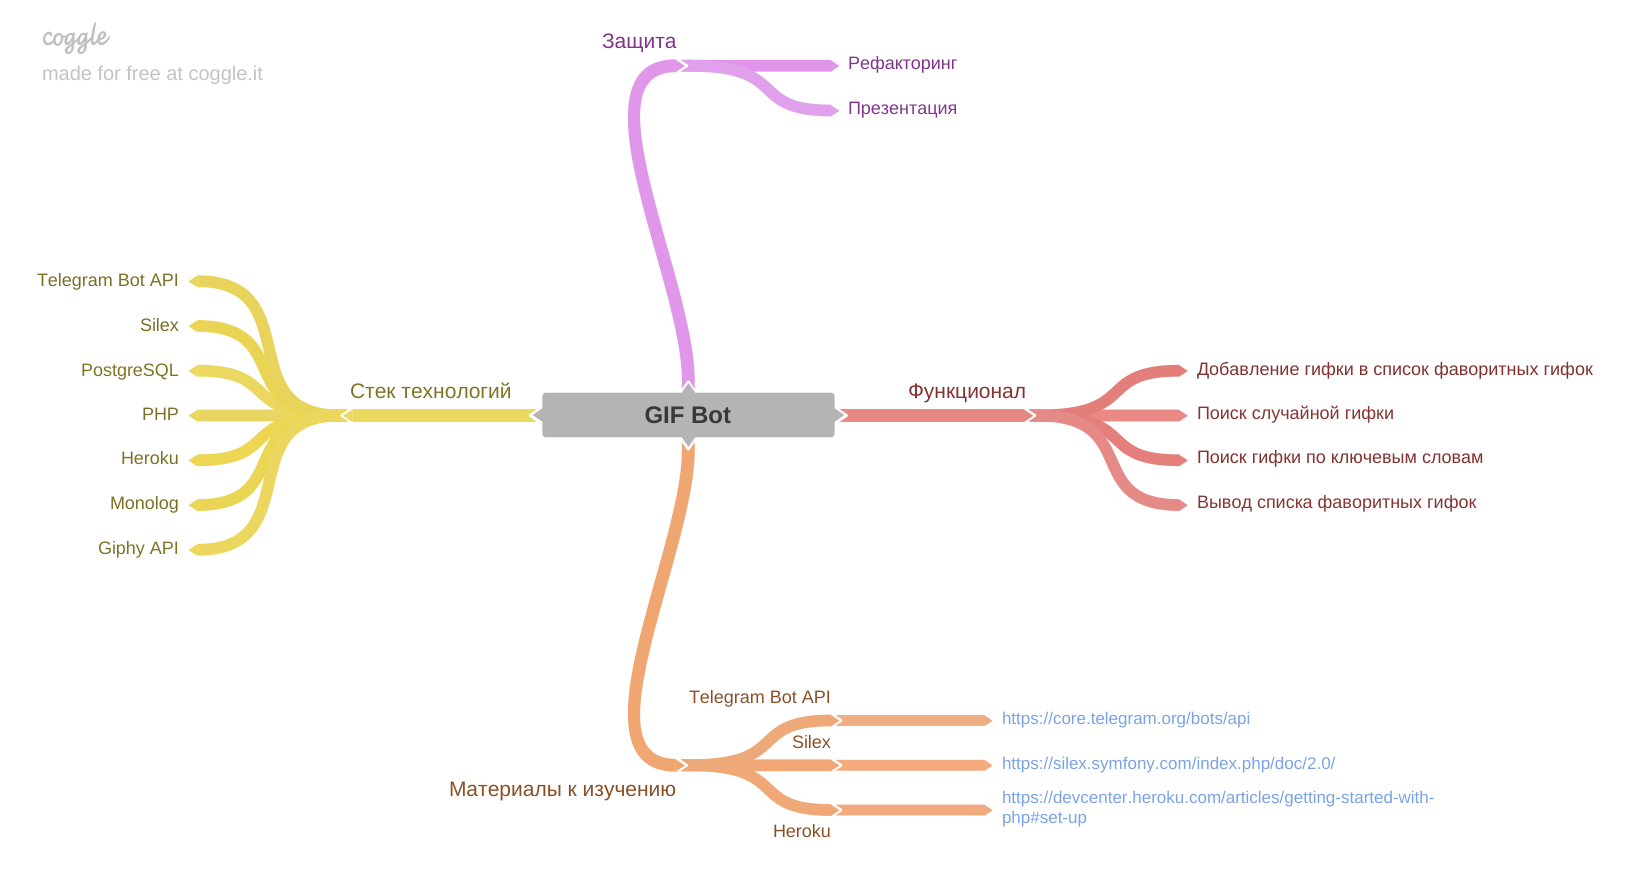 coggle
made for free at coggle.it
Защита
Рефакторинг
Презентация
Telegram Bot API
Silex
PostgreSQL
PHP
Heroku
Monolog
Giphy API
Стек технологий
GIF Bot
Функционал
Добавление гифки в список фаворитных гифок
Поиск случайной гифки
Поиск гифки по ключевым словам
Вывод списка фаворитных гифок
Материалы к изучению
Telegram Bot API
https://core.telegram.org/bots/api
Silex
https://silex.symfony.com/index.php/doc/2.0/
Heroku
https://devcenter.heroku.com/articles/getting-started-with-
php#set-up